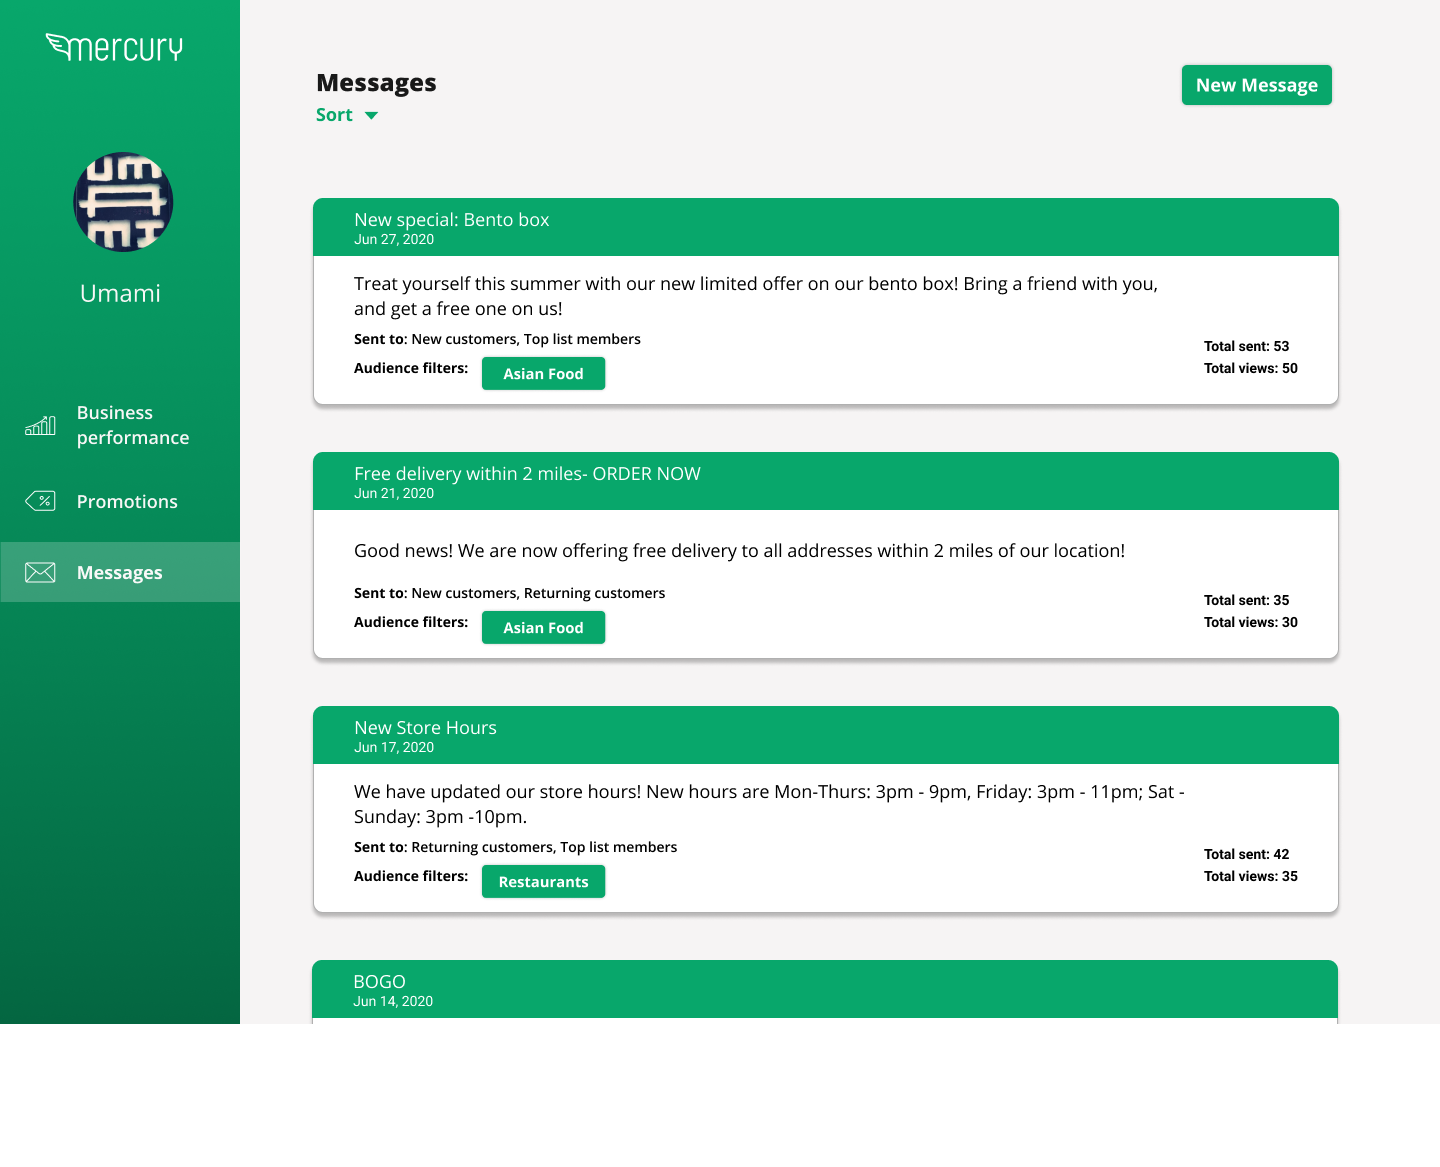 mercury
Umami
Business
performance
Promotions
Messages
Messages
Sort
New Message
New special: Bento box
Jun 27, 2020
Treat yourself this summer with our new limited offer on our bento box! Bring a friend with you,
and get a free one on us!
Sent to: New customers, Top list members
Audience filters: Asian Food
Total sent: 53
Total views: 50
Free delivery within 2 miles- ORDER NOW
Jun 21, 2020
Good news! We are now offering free delivery to all addresses within 2 miles of our location!
Sent to: New customers, Returning customers
Audience filters: Asian Food
Total sent: 35
Total views: 30
New Store Hours
Jun 17, 2020
We have updated our store hours! New hours are Mon-Thurs: 3pm - 9pm, Friday: 3pm - 11pm; Sat -
Sunday: 3pm -10pm.
Sent to: Returning customers, Top list members
Audience filters: Restaurants
Total sent: 42
Total views: 35
BOGO
Jun 14, 2020